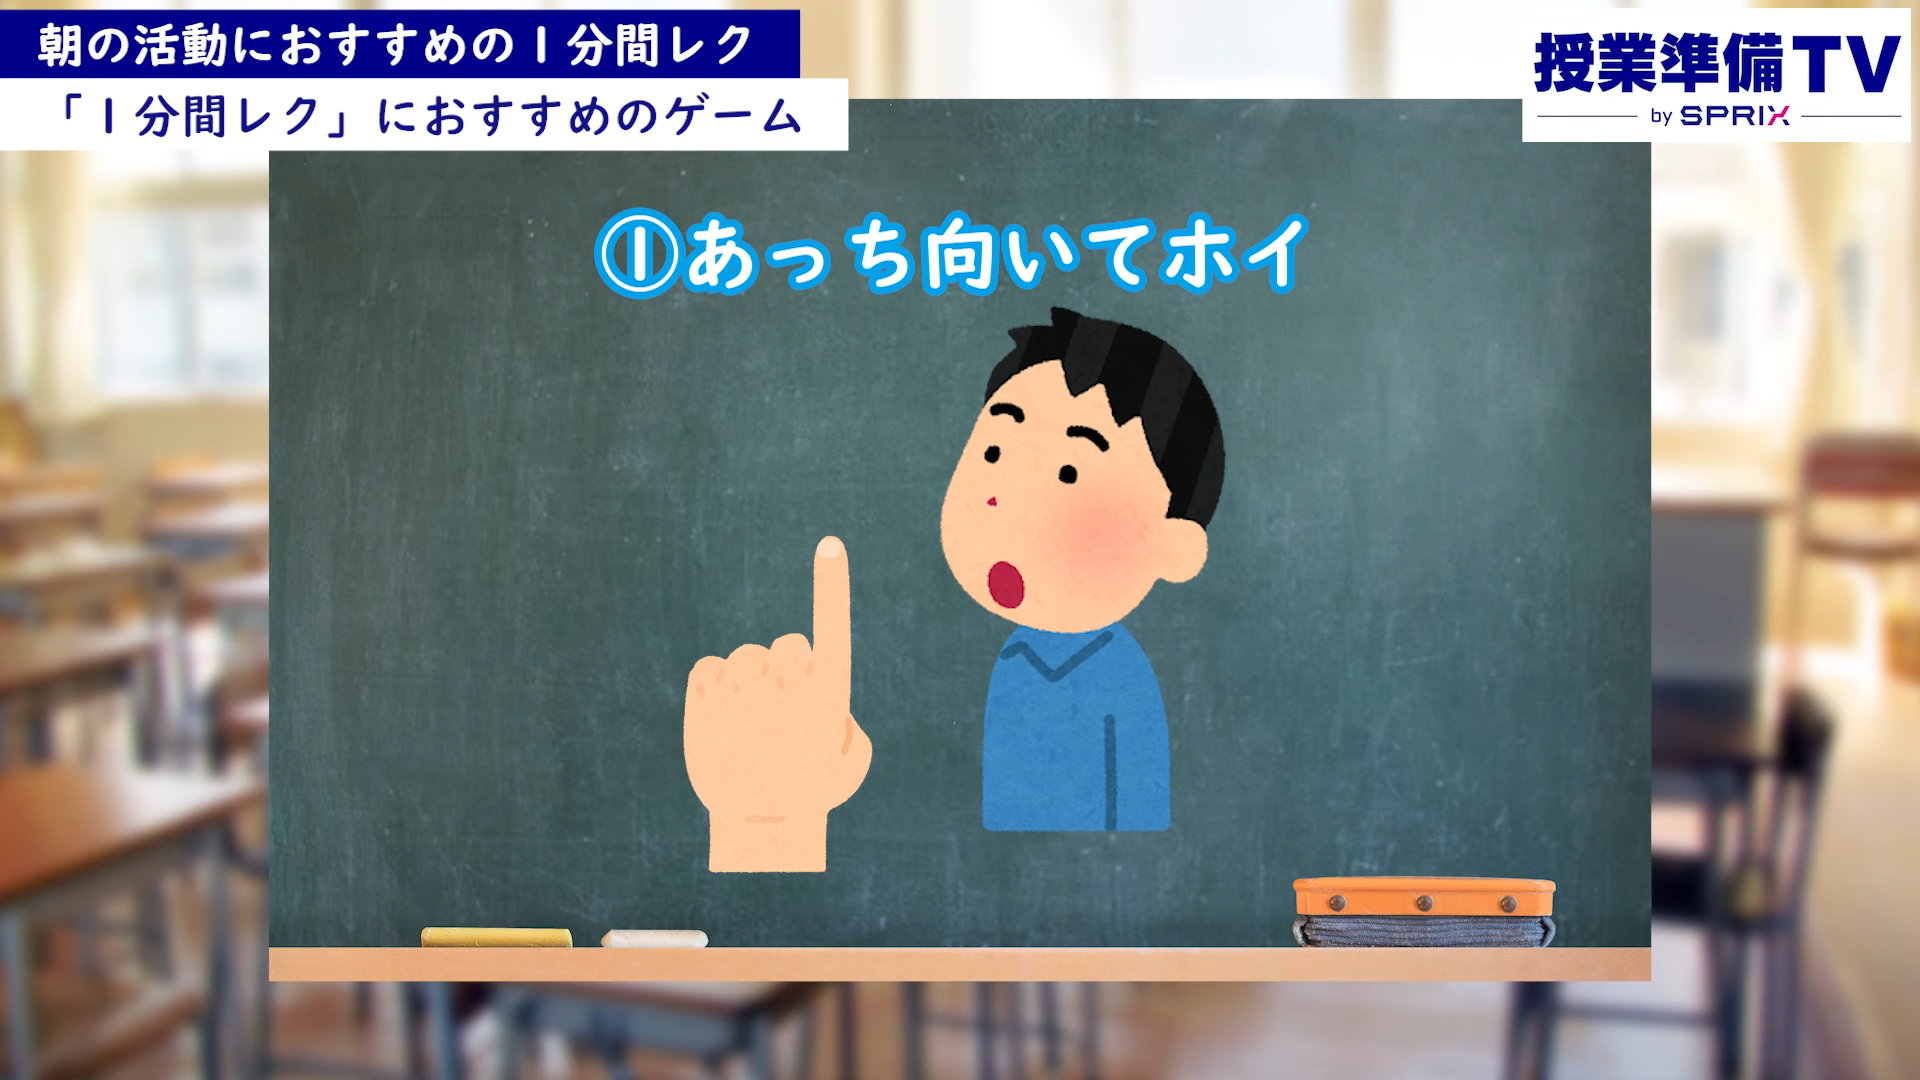 朝の活動におすすめの1分間レク
「1分間レク」におすすめのゲーム
授業準備TV
by SPRIX
①あっち向いてホイ